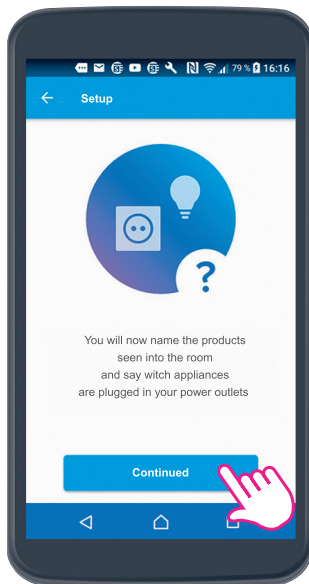 79 % 16:16
Setup
?
You will now name the products
seen into the room
and say witch appliances
are plugged in your power outlets
Continued